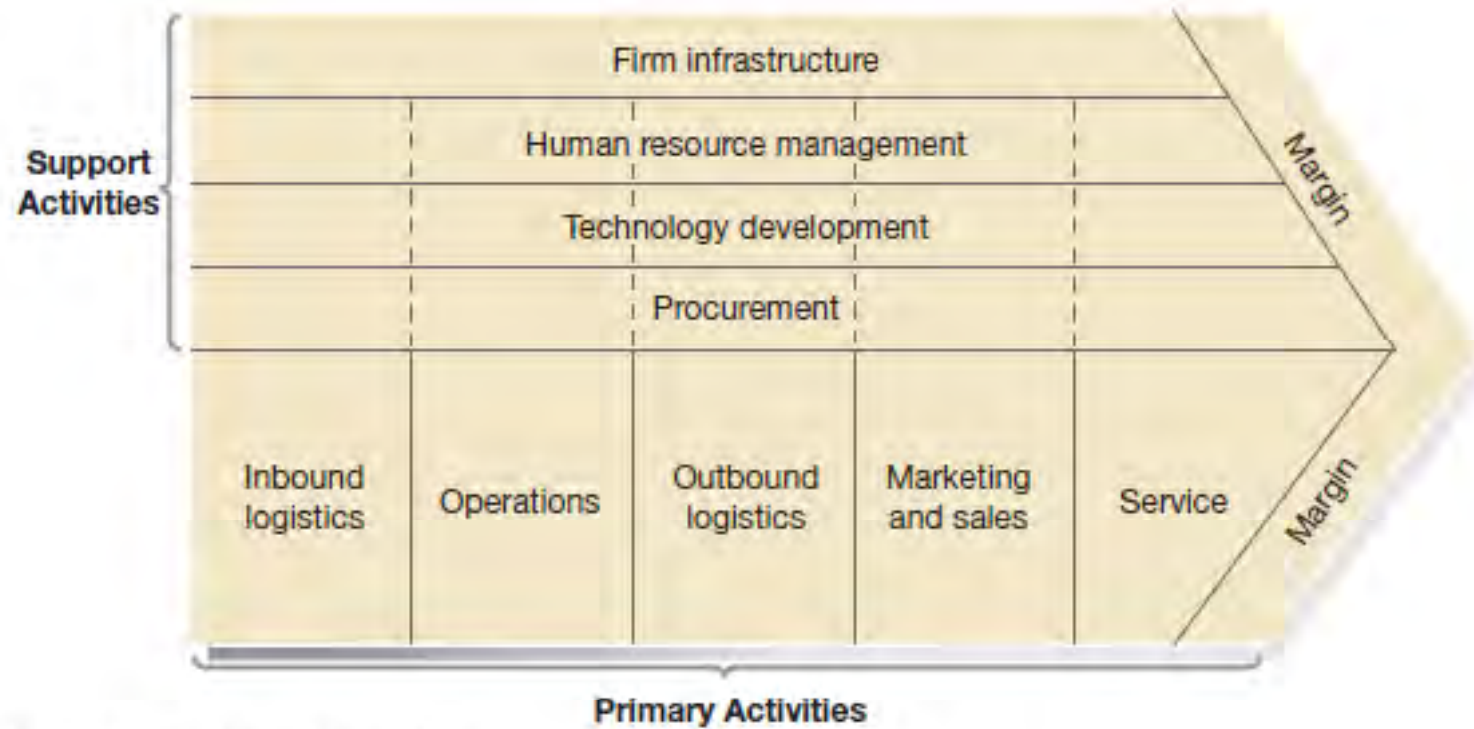 Firm infrastructure
Human resource management
Technology development
Procurement
Support
Activities
Margin
Inbound
logistics
Operations
Outbound
logistics
Marketing
and sales
Service
Margin
Primary Activities